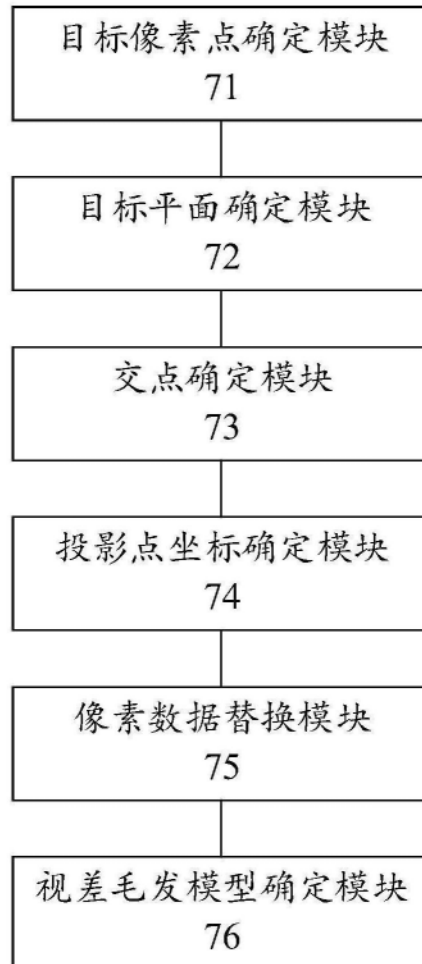 目标像素点确定模块
71
目标平面确定模块
72
交点确定模块
73
投影点坐标确定模块
74
像素数据替换模块
75
视差毛发模型确定模块
76